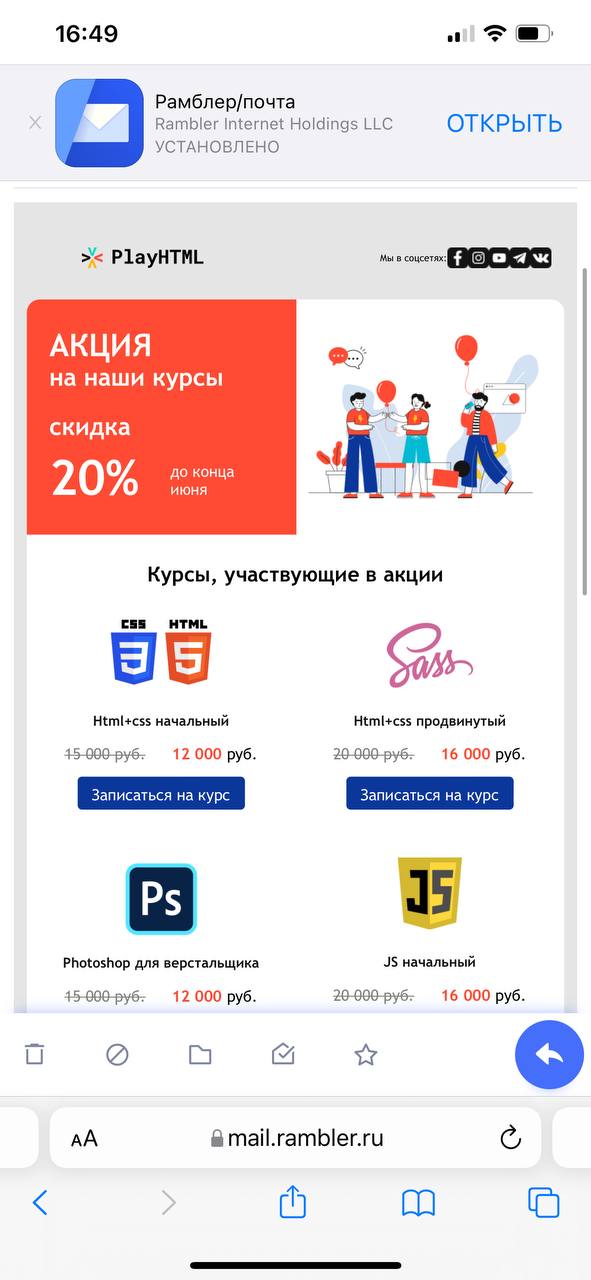 16:49
Рамблер/почта
Rambler Internet Holdings LLC
УСТАНОВЛЕНО
ОТКРЫТЬ
PlayHTML
Мы в соцсетях:
АКЦИЯ
на наши курсы
скидка
20% до конца
июня
Курсы, участвующие в акции
CSS HTML
3 5
Sass
Html+css начальный
Html+css продвинутый
15 000 руб. 12 000 руб.
20 000 руб. 16 000 руб.
Записаться на курс
Записаться на курс
Ps
JS
Photoshop для верстальщика
JS начальный
15 000 руб. 12 000 руб.
20 000 руб. 16 000 руб.
AA mail.rambler.ru